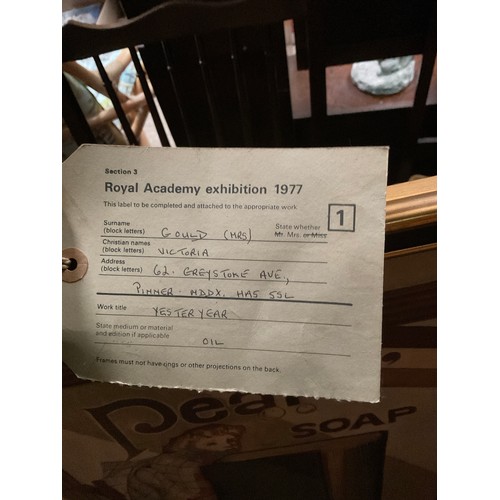 Section 3
Royal Academy exhibition 1977
This label to be completed and attached to the appropriate work
1
Surname
(block letters) GOULD (MRS) State whether
Mr. Mrs. or Miss
Christian names
(block letters) VICTORIA
Address
(block letters) 62. GREYSTOKE AVE.,
PINNER. MDDX. HA5 5SL
Work title YESTERYEAR
State medium or material
and edition if applicable OIL
Frames must not have rings or other projections on the back.
SOAP